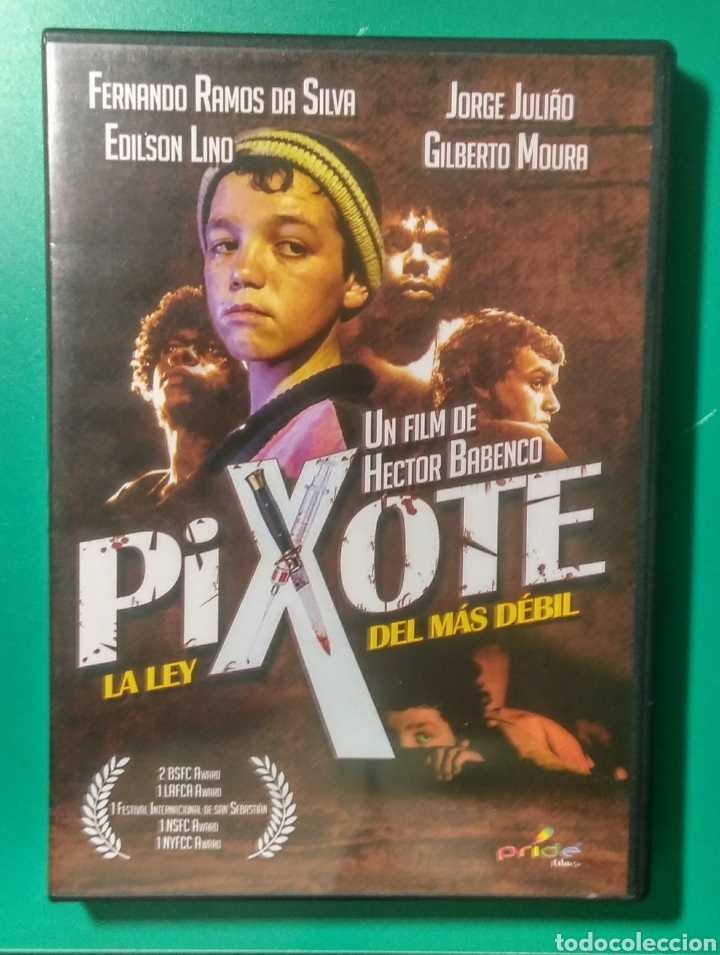 Fernando Ramos da Silva
Jorge Julião
Edilson Lino
Gilberto Moura
Un film de
Hector Babenco
PiXOTE
LA LEY
DEL MÁS DÉBIL
2 BSFC Award
1 LAFCA Award
1 Festival Internacional de San Sebastián
1 NSFC Award
1 NYFCC Award
pride
films
todocoleccion